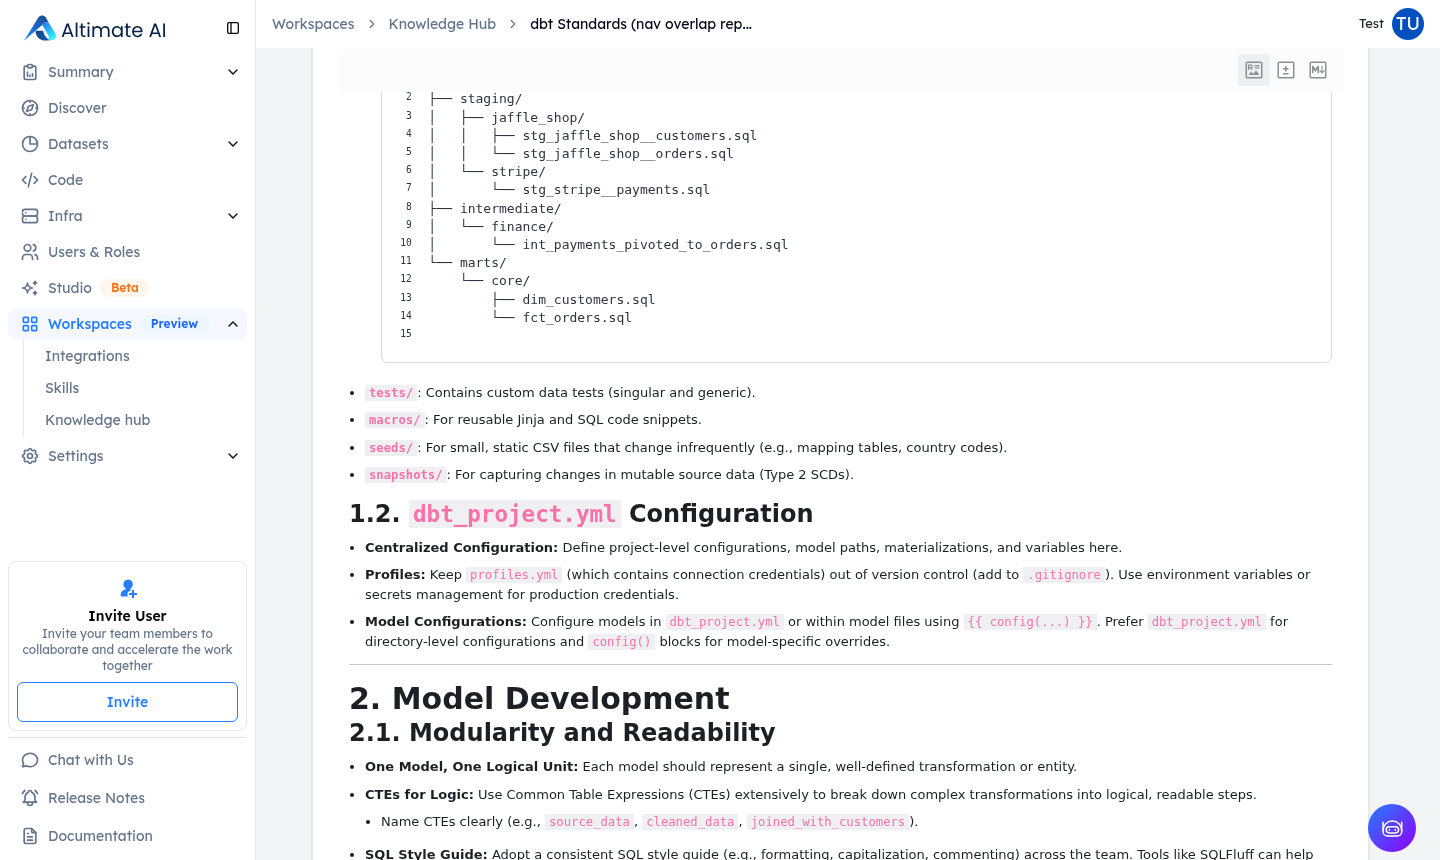 Altimate AI
Workspaces > Knowledge Hub > dbt Standards (nav overlap rep...
Test TU
Summary
Discover
Datasets
Code
Infra
Users & Roles
Studio Beta
Workspaces Preview
Integrations
Skills
Knowledge hub
Settings
Invite User
Invite your team members to
collaborate and accelerate the work
together
Invite
Chat with Us
Release Notes
Documentation
2 ├── staging/
3 │   ├── jaffle_shop/
4 │   │   ├── stg_jaffle_shop__customers.sql
5 │   │   └── stg_jaffle_shop__orders.sql
6 │   └── stripe/
7 │       └── stg_stripe__payments.sql
8 ├── intermediate/
9 │   └── finance/
10 │       └── int_payments_pivoted_to_orders.sql
11 └── marts/
12     └── core/
13         ├── dim_customers.sql
14         └── fct_orders.sql
15
• tests/: Contains custom data tests (singular and generic).
• macros/: For reusable Jinja and SQL code snippets.
• seeds/: For small, static CSV files that change infrequently (e.g., mapping tables, country codes).
• snapshots/: For capturing changes in mutable source data (Type 2 SCDs).
1.2. dbt_project.yml Configuration
• Centralized Configuration: Define project-level configurations, model paths, materializations, and variables here.
• Profiles: Keep profiles.yml (which contains connection credentials) out of version control (add to .gitignore). Use environment variables or
secrets management for production credentials.
• Model Configurations: Configure models in dbt_project.yml or within model files using {{ config(...) }}. Prefer dbt_project.yml for
directory-level configurations and config() blocks for model-specific overrides.
2. Model Development
2.1. Modularity and Readability
• One Model, One Logical Unit: Each model should represent a single, well-defined transformation or entity.
• CTEs for Logic: Use Common Table Expressions (CTEs) extensively to break down complex transformations into logical, readable steps.
• Name CTEs clearly (e.g., source_data, cleaned_data, joined_with_customers).
• SQL Style Guide: Adopt a consistent SQL style guide (e.g., formatting, capitalization, commenting) across the team. Tools like SQLFluff can help